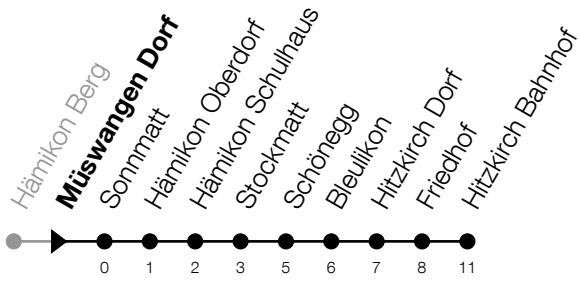 Hämikon Berg
Müswangen Dorf
Sonnmatt
Hämikon Oberdorf
Hämikon Schulhaus
Stockmatt
Schönegg
Bleulikon
Hitzkirch Dorf
Friedhof
Hitzkirch Bahnhof
0 1 2 3 5 6 7 8 11